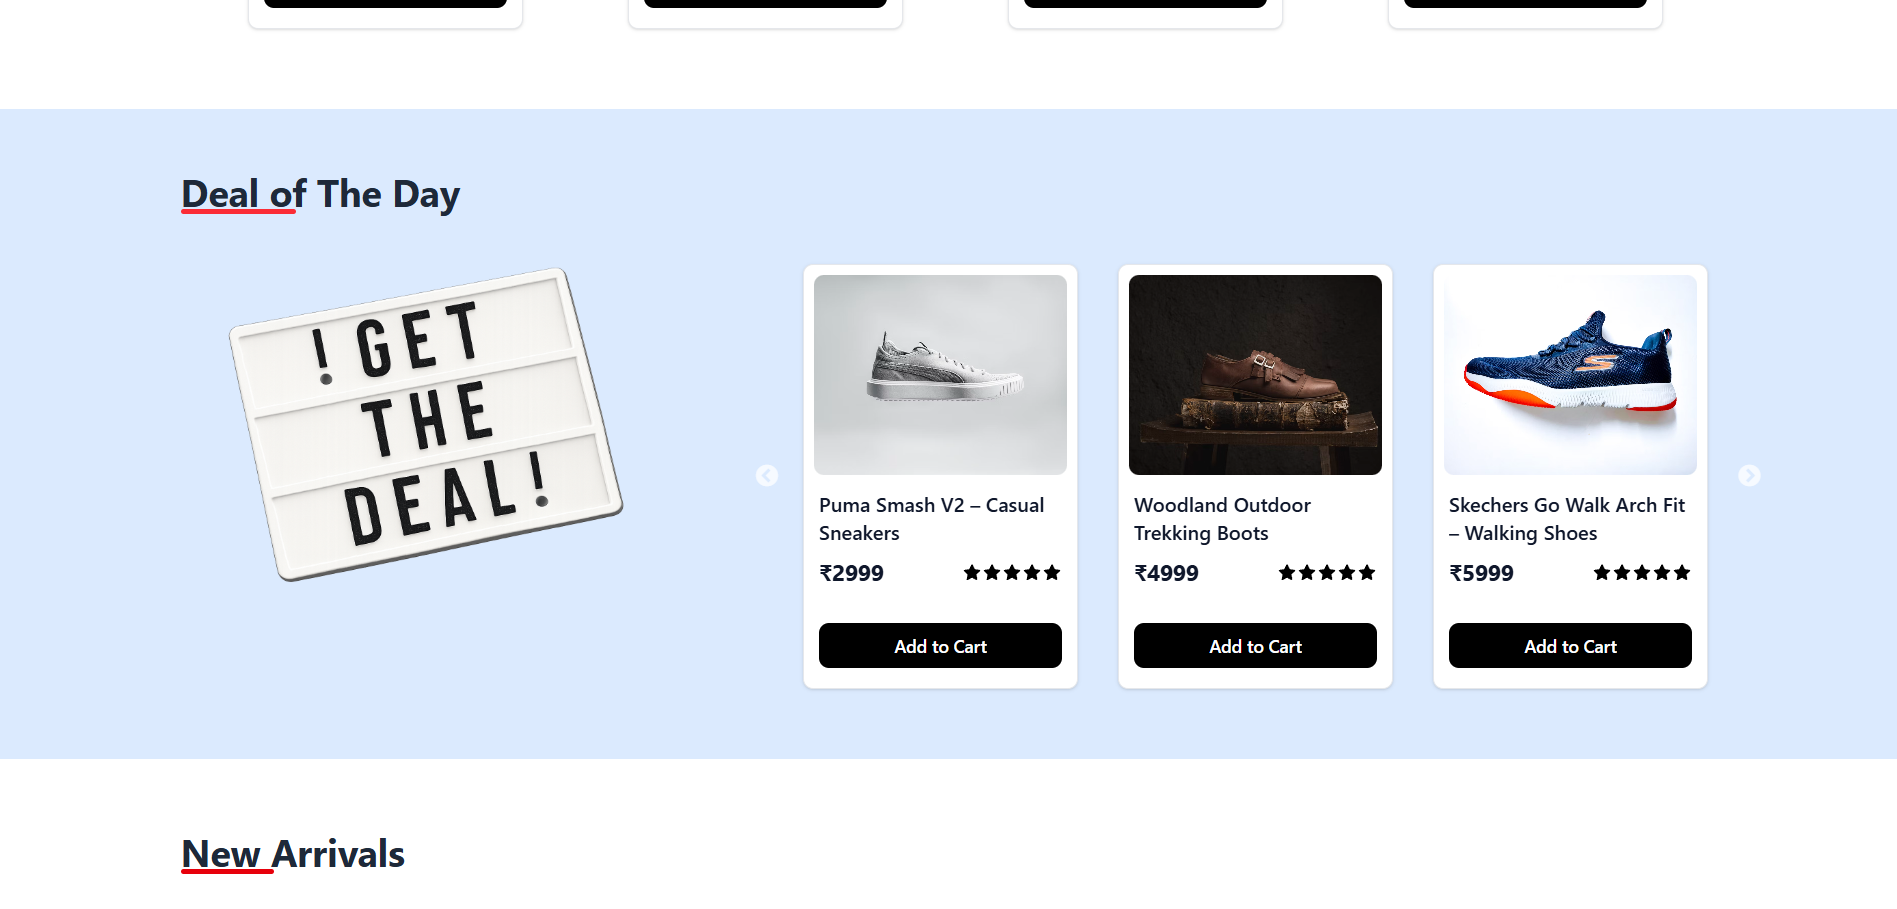 Deal of The Day
! GET
THE
DEAL!
Puma Smash V2 – Casual
Sneakers
₹2999
Add to Cart
Woodland Outdoor
Trekking Boots
₹4999
Add to Cart
Skechers Go Walk Arch Fit
– Walking Shoes
₹5999
Add to Cart
New Arrivals